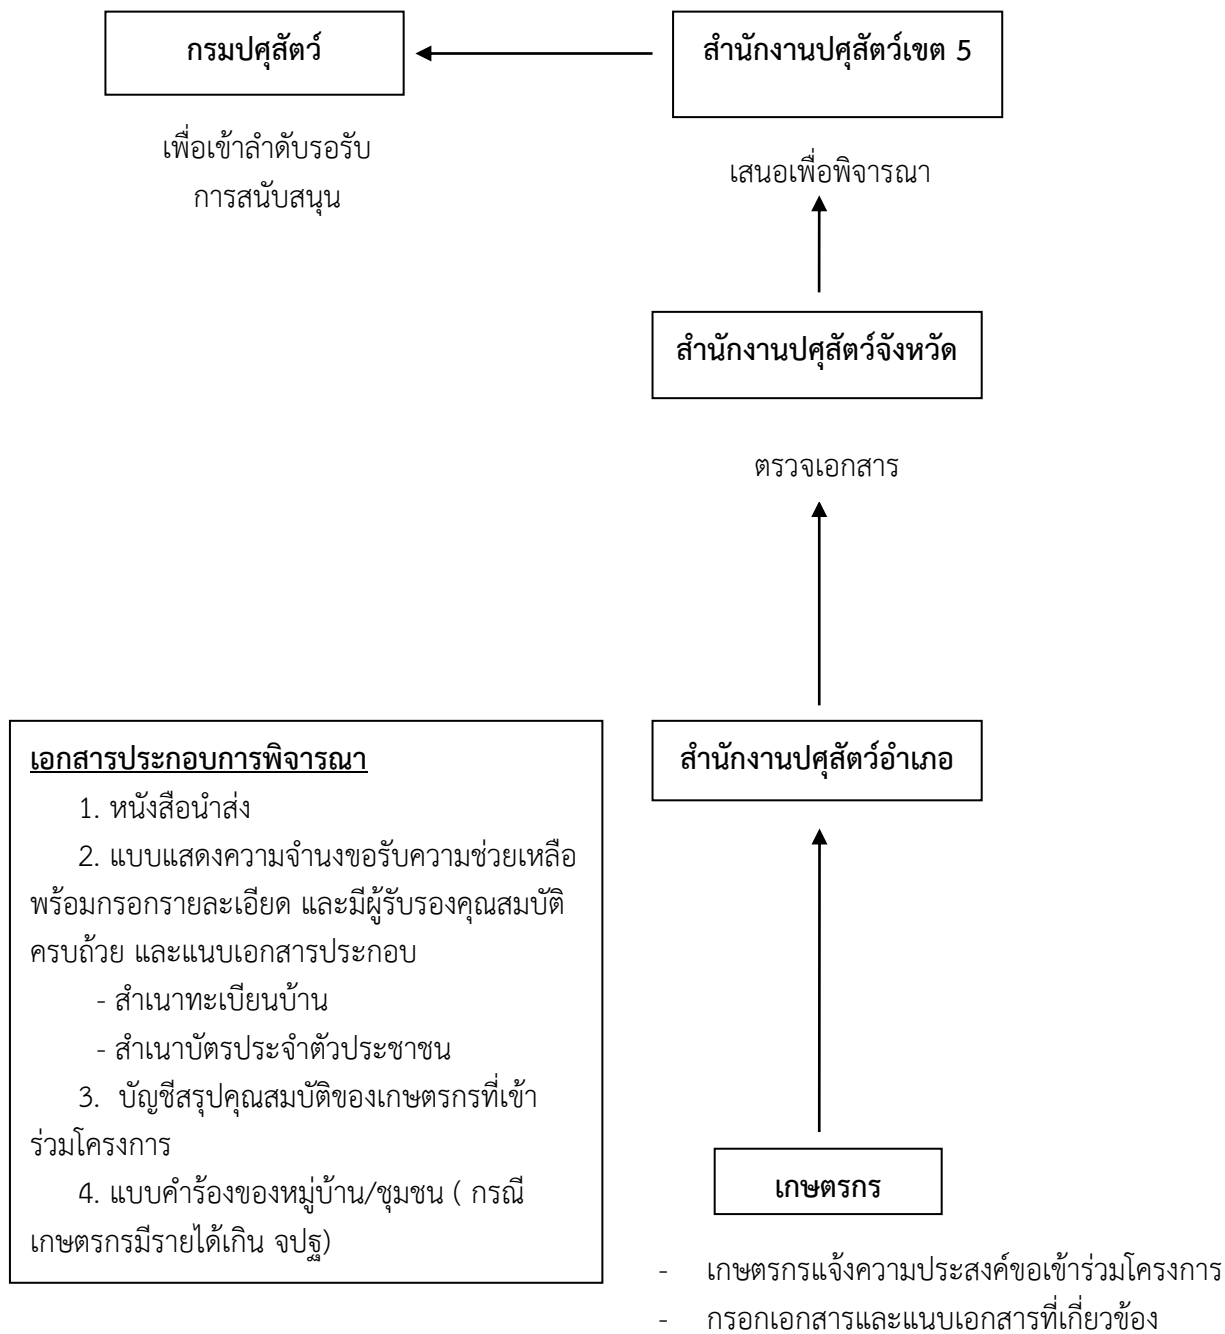 กรมปศุสัตว์
สำนักงานปศุสัตว์เขต 5
เพื่อเข้าลำดับรอรับ
การสนับสนุน
เสนอเพื่อพิจารณา
สำนักงานปศุสัตว์จังหวัด
ตรวจเอกสาร
สำนักงานปศุสัตว์อำเภอ
เอกสารประกอบการพิจารณา
1. หนังสือนำส่ง
2. แบบแสดงความจำนงขอรับความช่วยเหลือ
พร้อมกรอกรายละเอียด และมีผู้รับรองคุณสมบัติ
ครบถ้วย และแนบเอกสารประกอบ
- สำเนาทะเบียนบ้าน
- สำเนาบัตรประจำตัวประชาชน
3. บัญชีสรุปคุณสมบัติของเกษตรกรที่เข้า
ร่วมโครงการ
4. แบบคำร้องของหมู่บ้าน/ชุมชน ( กรณี
เกษตรกรมีรายได้เกิน จปฐ)
เกษตรกร
- เกษตรกรแจ้งความประสงค์ขอเข้าร่วมโครงการ
- กรอกเอกสารและแนบเอกสารที่เกี่ยวข้อง